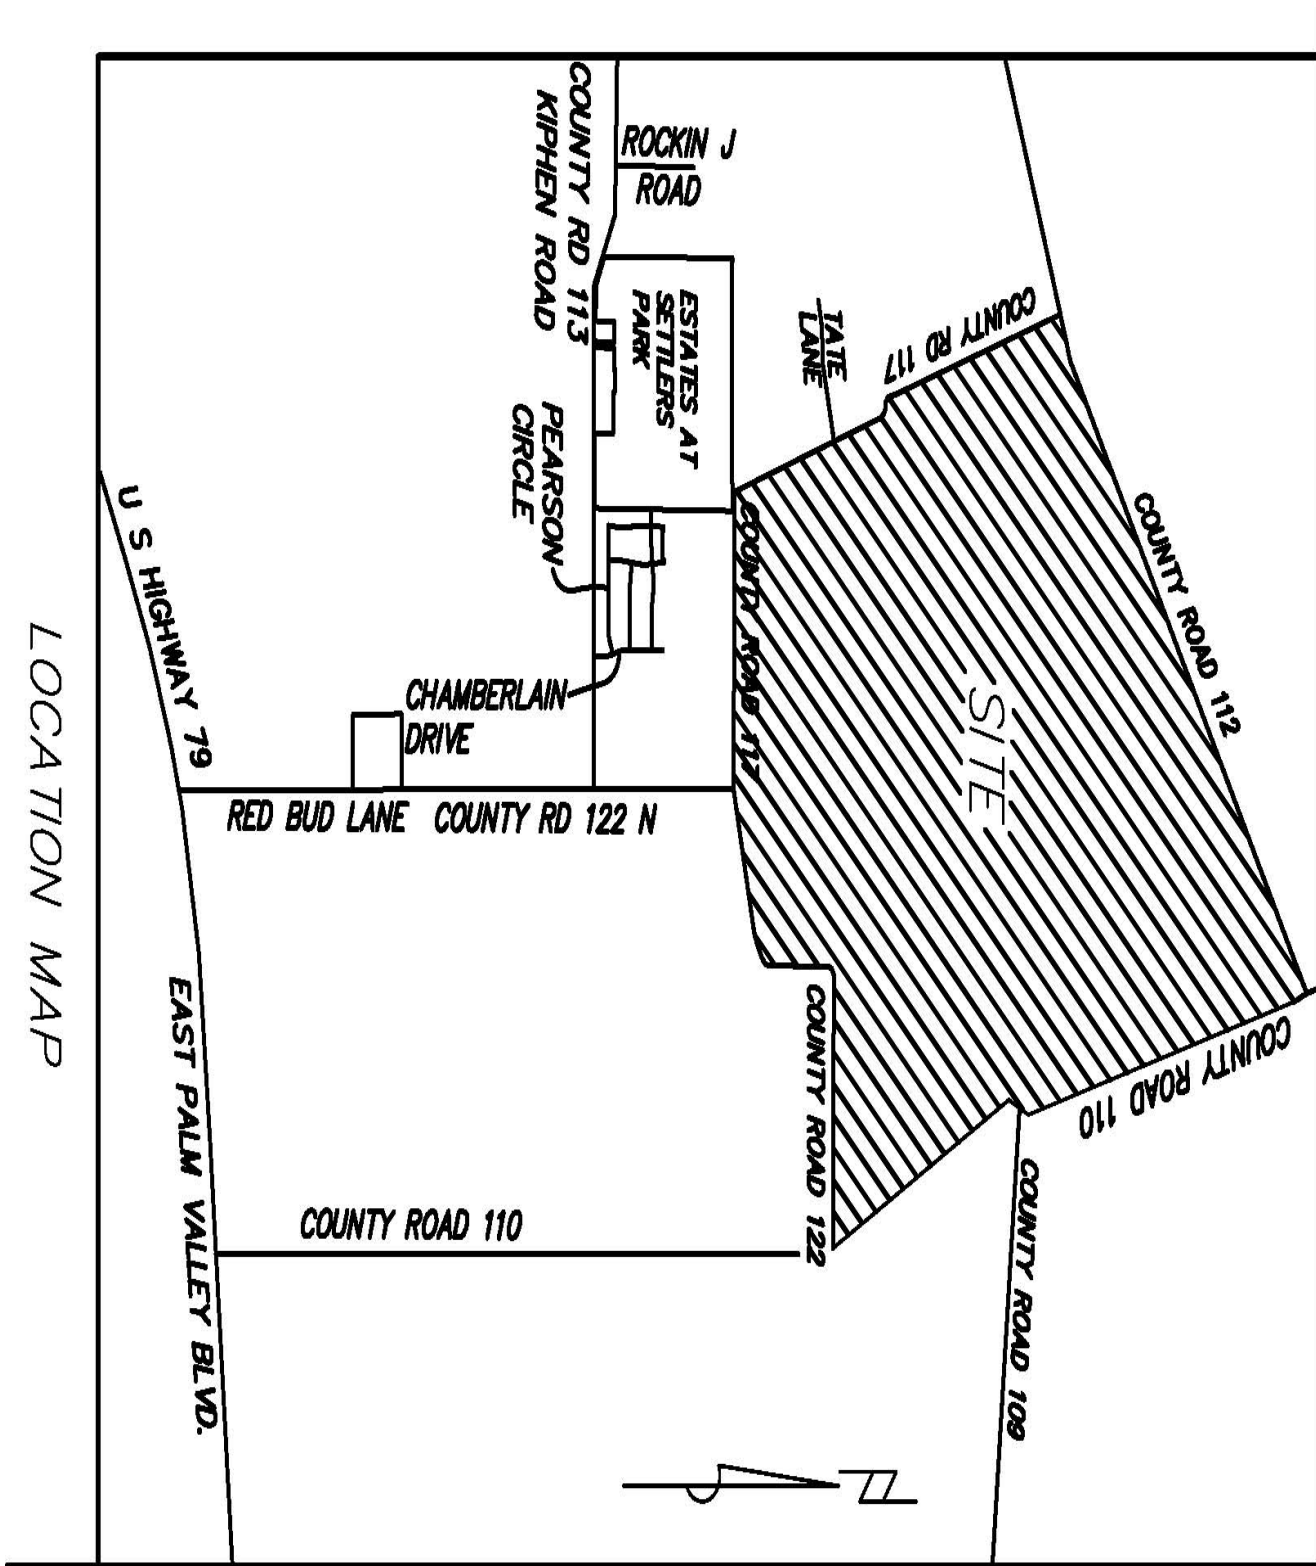 COUNTY ROAD 112
COUNTY RD 117
TATE
LANE
SITE
COUNTY ROAD 110
COUNTY ROAD 109
COUNTY ROAD 117
COUNTY ROAD 122
ROCKIN J
ROAD
ESTATES AT
SETTLERS
PARK
COUNTY RD 113
KIPHEN ROAD
PEARSON
CIRCLE
CHAMBERLAIN
DRIVE
RED BUD LANE COUNTY RD 122 N
COUNTY ROAD 110
U S HIGHWAY 79
EAST PALM VALLEY BLVD.
N
LOCATION MAP